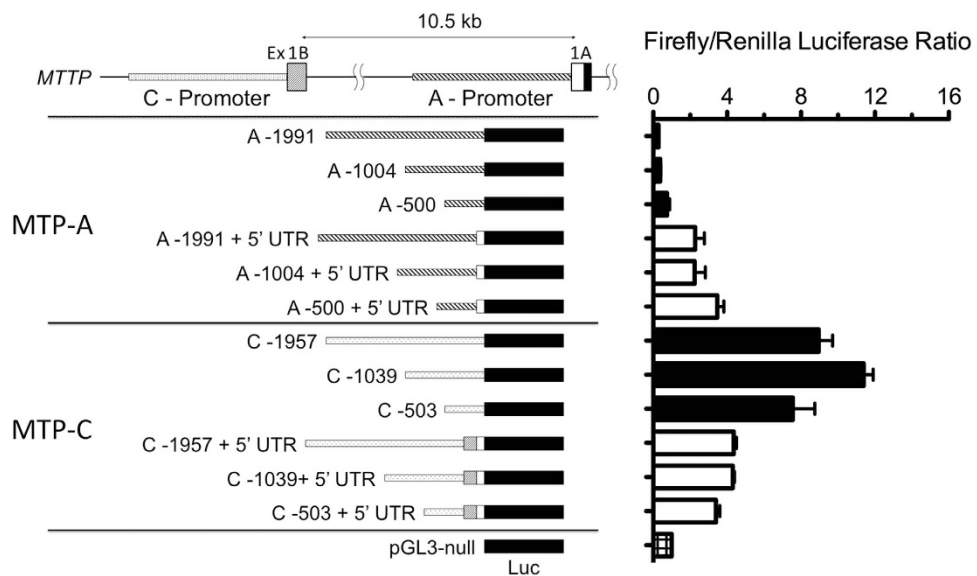 10.5 kb
Firefly/Renilla Luciferase Ratio
Ex 1B
1A
MTTP
C - Promoter
A - Promoter
0 4 8 12 16
A -1991
A -1004
A -500
MTP-A
A -1991 + 5' UTR
A -1004 + 5' UTR
A -500 + 5' UTR
C -1957
C -1039
C -503
MTP-C
C -1957 + 5' UTR
C -1039+ 5' UTR
C -503 + 5' UTR
pGL3-null
Luc